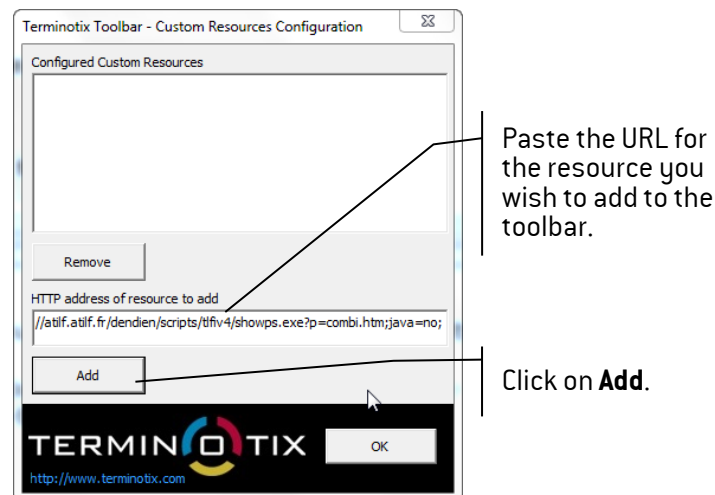 Terminotix Toolbar - Custom Resources Configuration
Configured Custom Resources
Paste the URL for
the resource you
wish to add to the
toolbar.
Remove
HTTP address of resource to add
//atilf.atilf.fr/dendien/scripts/tlfiv4/showps.exe?p=combi.htm;java=no;
Add
Click on Add.
TERMINOTIX
OK
http://www.terminotix.com